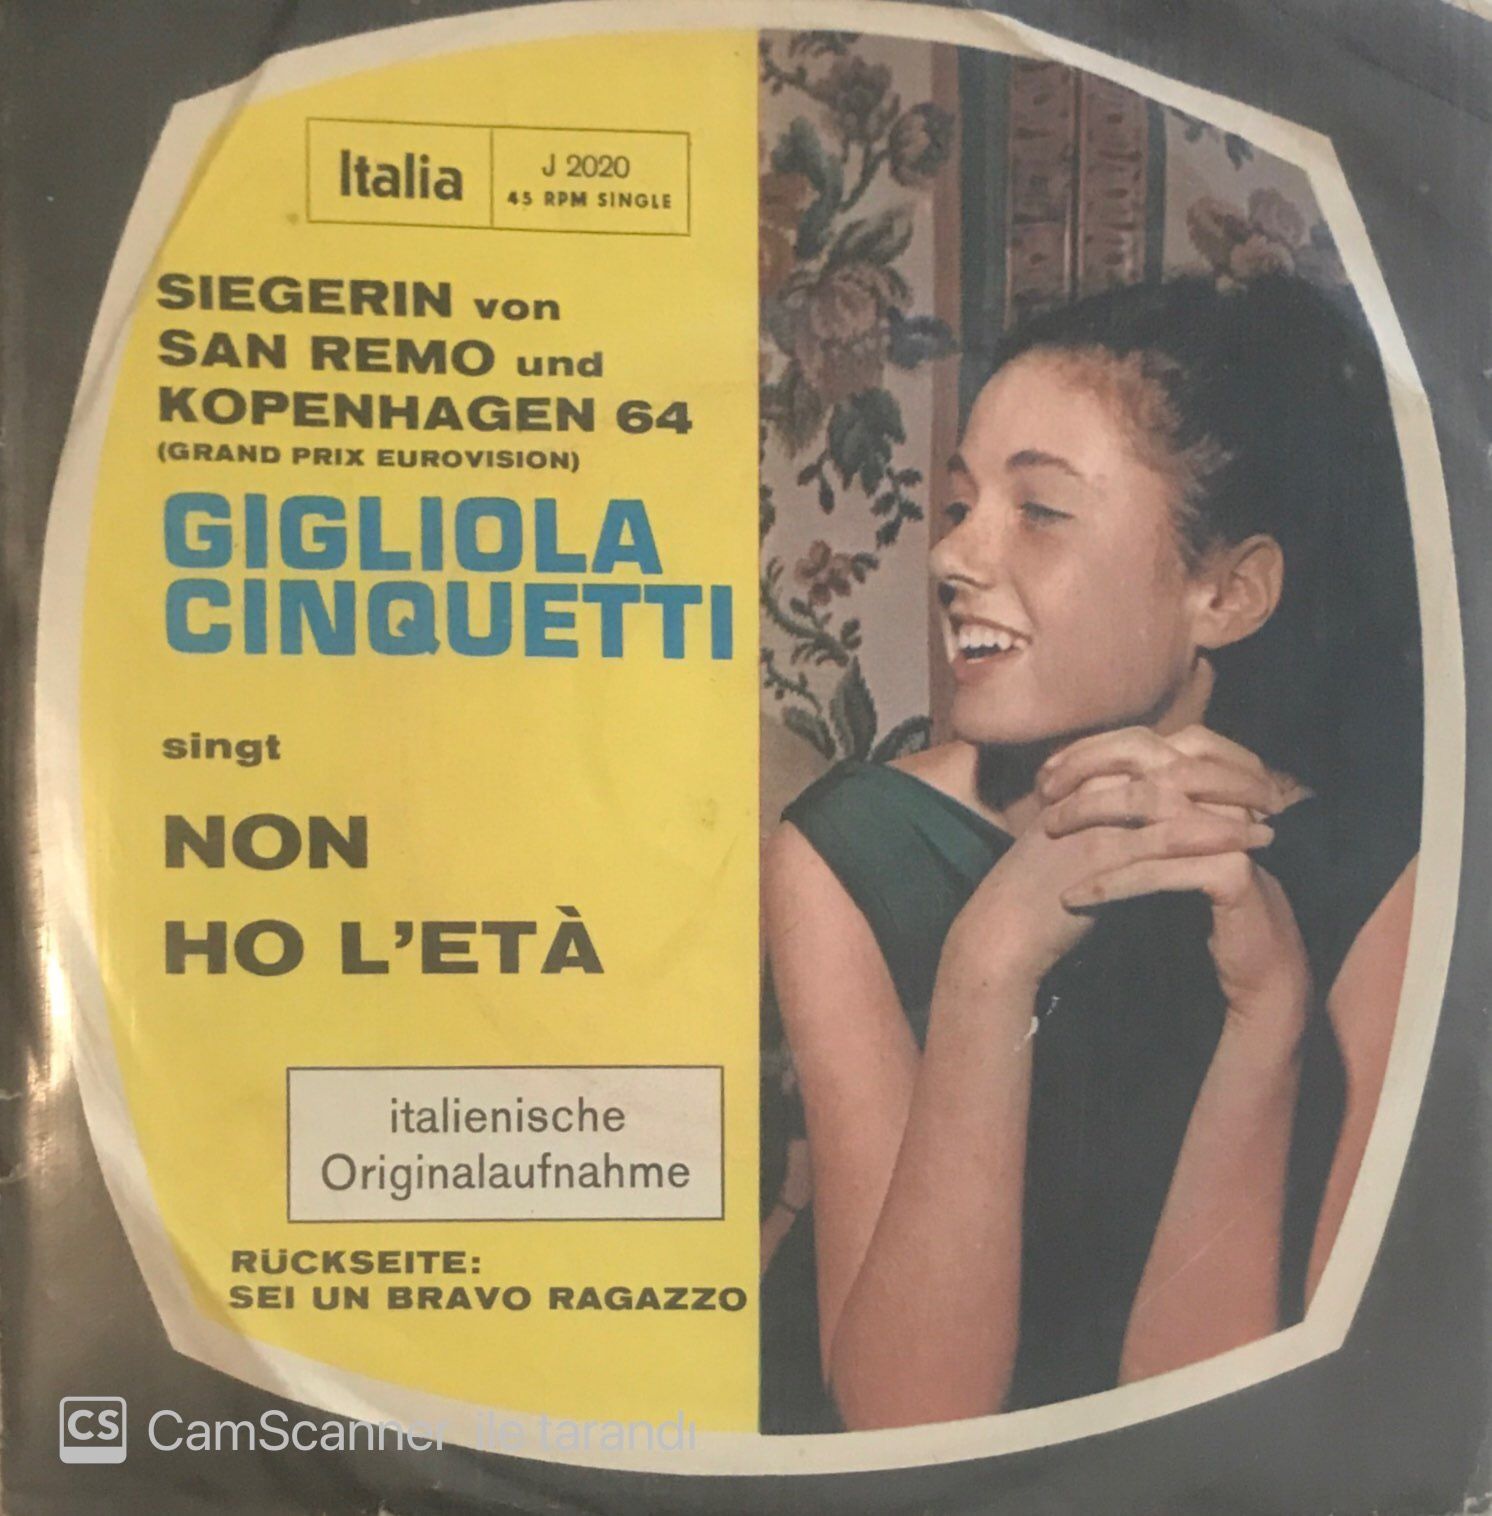 Italia
J 2020
45 RPM SINGLE
SIEGERIN von
SAN REMO und
KOPENHAGEN 64
(GRAND PRIX EUROVISION)
GIGLIOLA
CINQUETTI
singt
NON
HO L'ETÀ
italienische
Originalaufnahme
RÜCKSEITE:
SEI UN BRAVO RAGAZZO
CS CamScanner ile tarandı